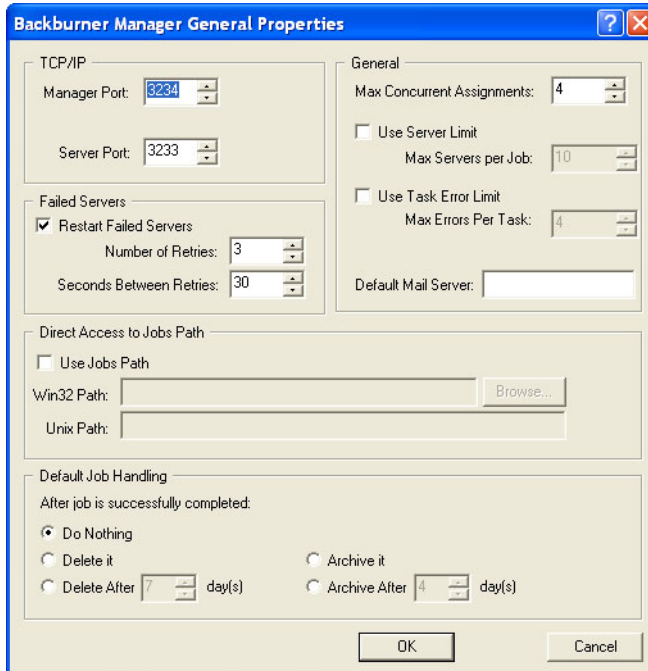 Backburner Manager General Properties
TCP/IP
Manager Port: 3234
Server Port: 3233
Failed Servers
Restart Failed Servers
Number of Retries: 3
Seconds Between Retries: 30
General
Max Concurrent Assignments: 4
Use Server Limit
Max Servers per Job: 10
Use Task Error Limit
Max Errors Per Task: 4
Default Mail Server:
Direct Access to Jobs Path
Use Jobs Path
Win32 Path: Browse...
Unix Path:
Default Job Handling
After job is successfully completed:
Do Nothing
Delete it
Archive it
Delete After 7 day(s)
Archive After 4 day(s)
OK
Cancel